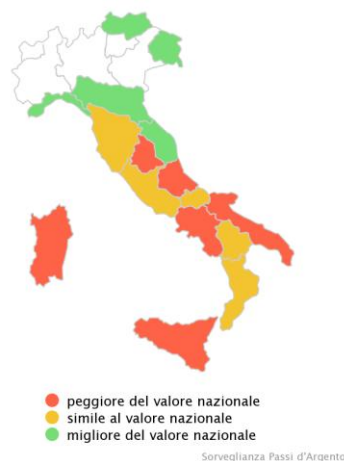 peggiore del valore nazionale
simile al valore nazionale
migliore del valore nazionale
Sorveglianza Passi d'Argento